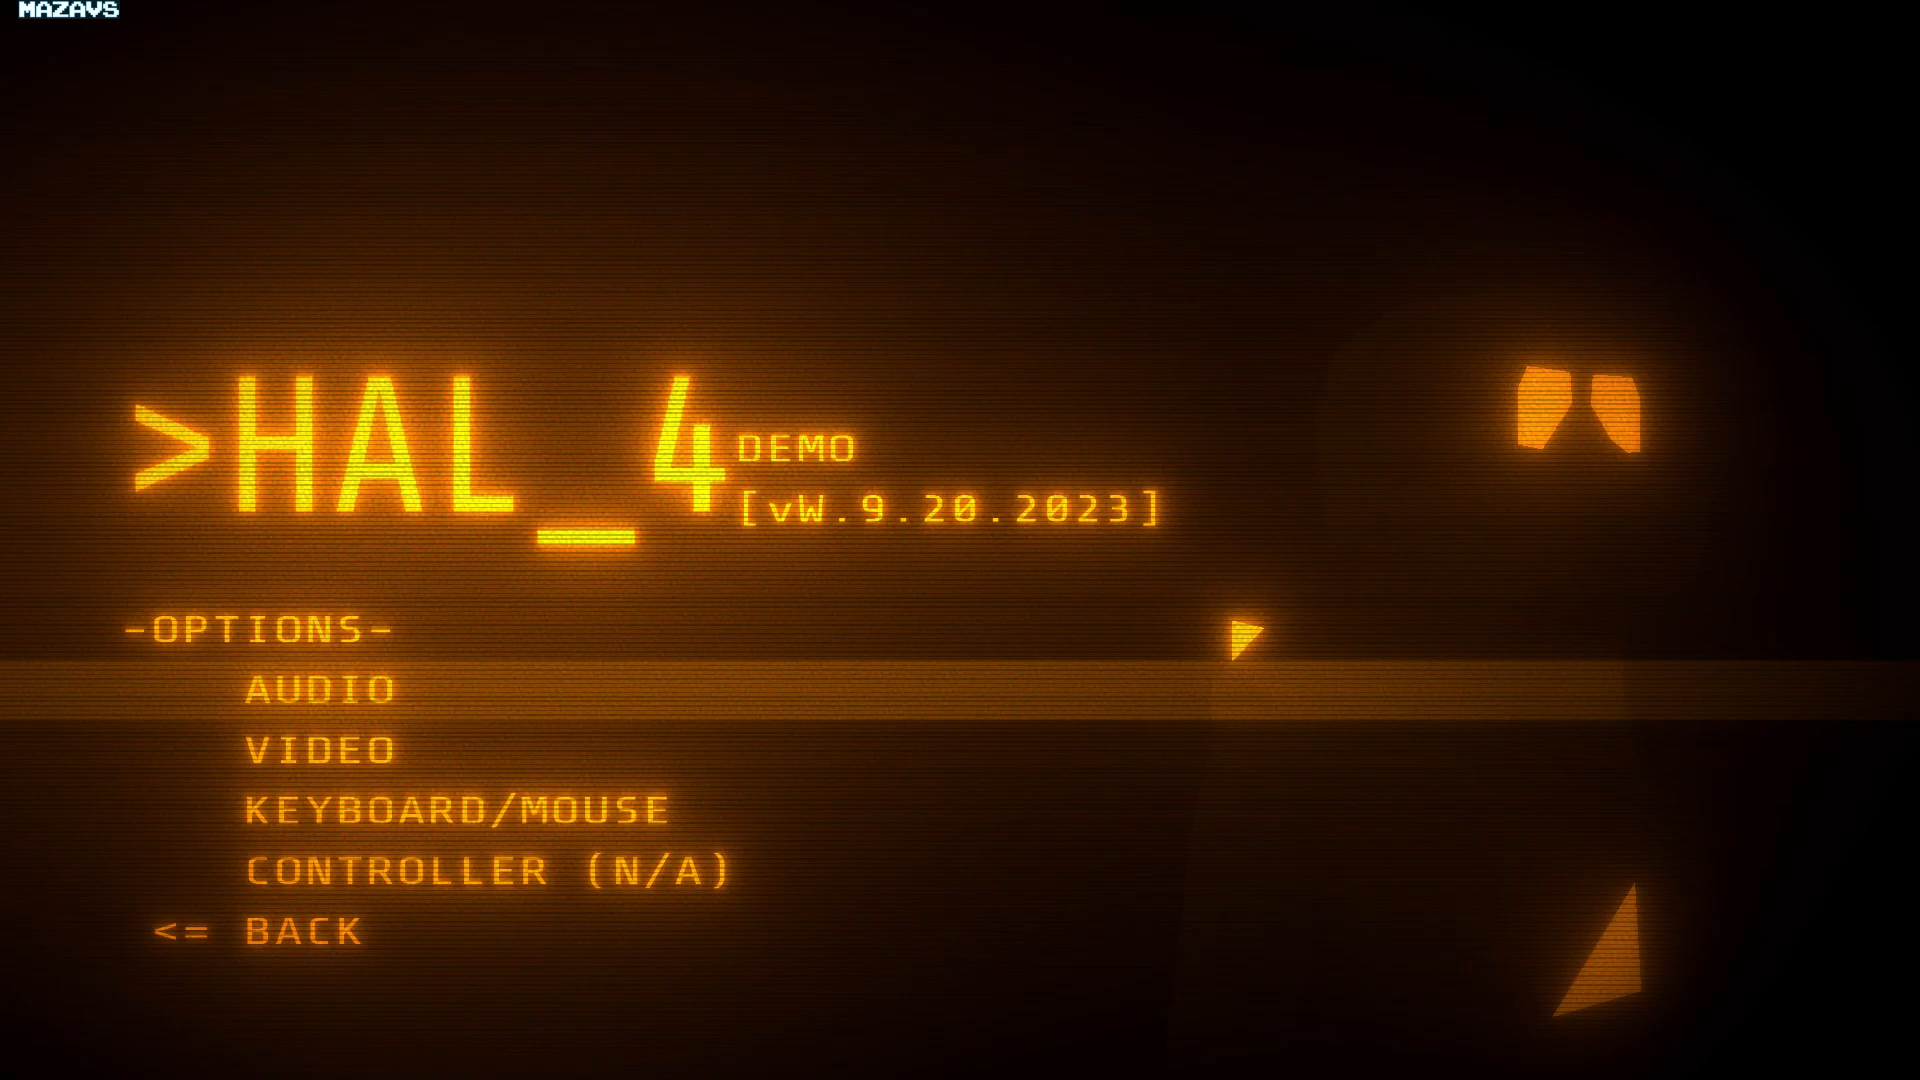 MAZAVS
>HAL_4
DEMO
[vW.9.20.2023]
-OPTIONS-
AUDIO
VIDEO
KEYBOARD/MOUSE
CONTROLLER (N/A)
<= BACK